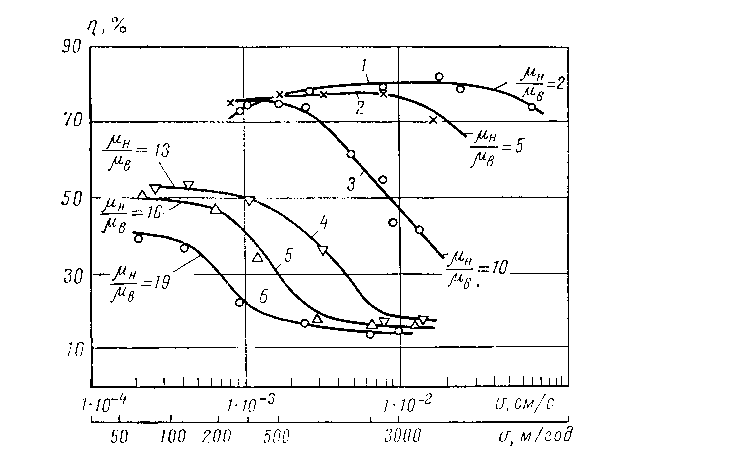 η, %
90
70
50
30
10
1
2
3
4
5
6
μн/μв=2
μн/μв=5
μн/μв=10
μн/μв=13
μн/μв=16
μн/μв=19
1·10⁻⁴ 1·10⁻³ 1·10⁻² υ, см/с
50 100 200 500 3000 υ, м/год